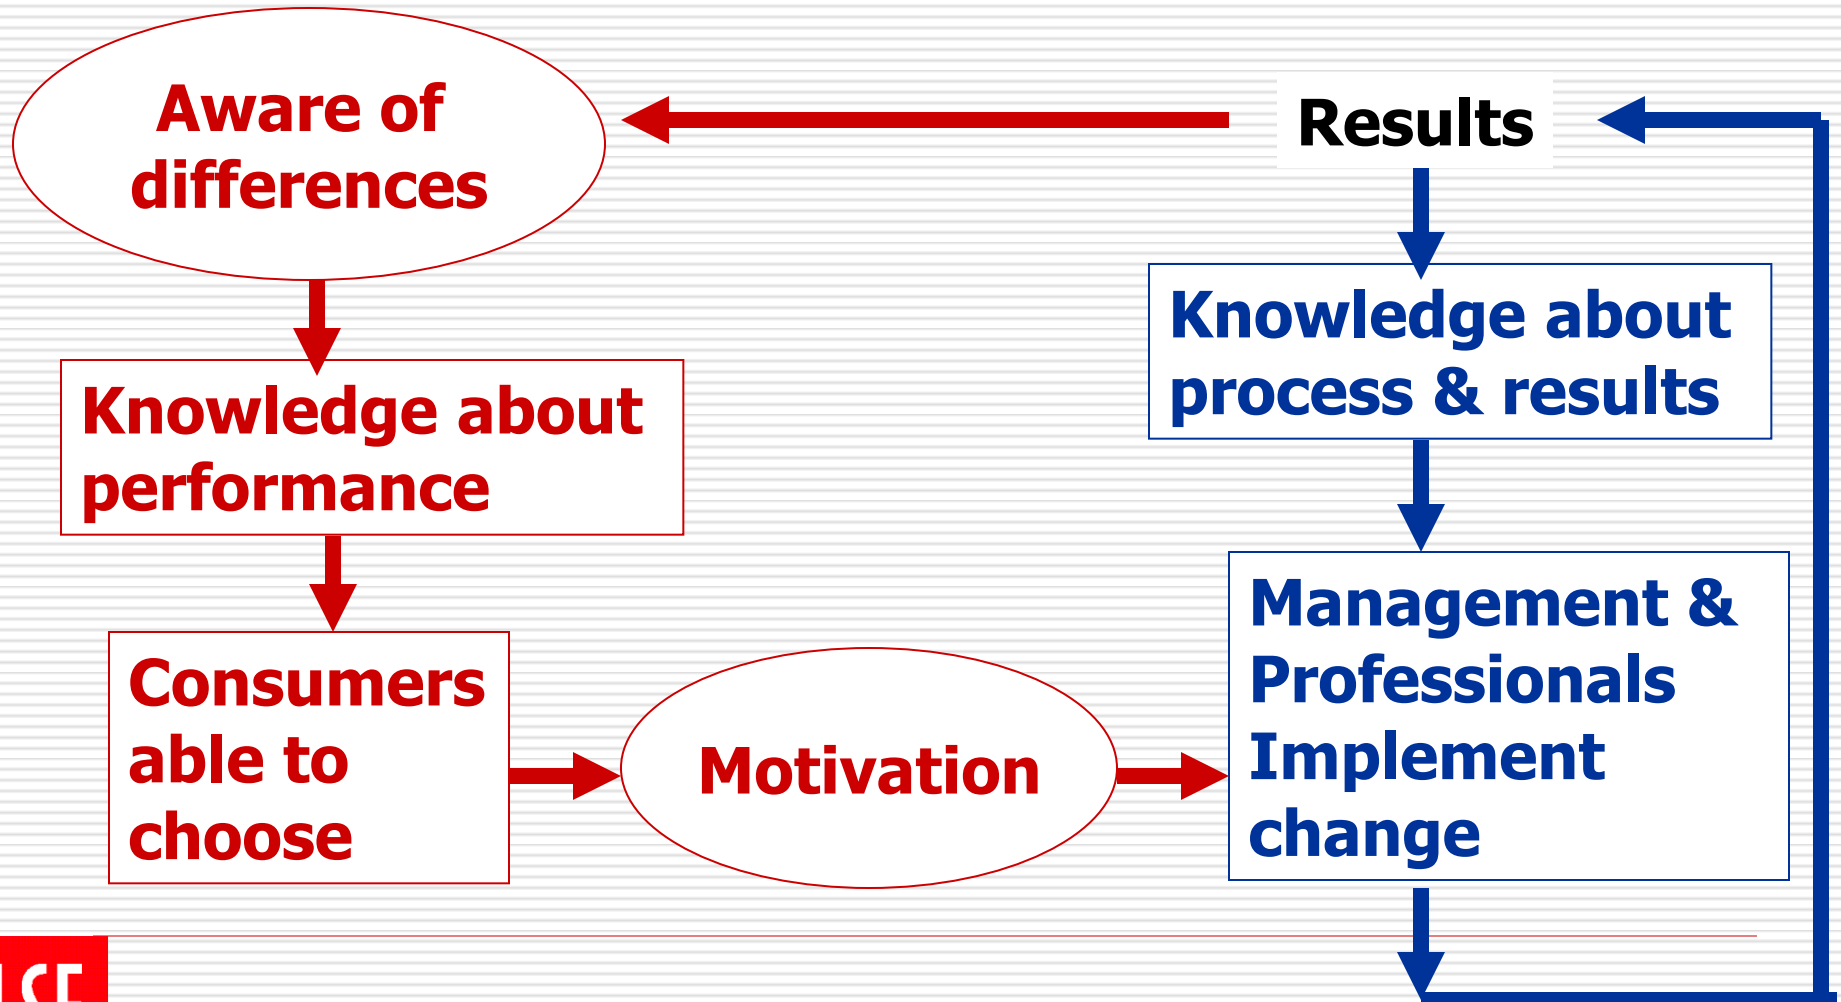 Aware of
differences
Results
Knowledge about
process & results
Knowledge about
performance
Consumers
able to
choose
Motivation
Management &
Professionals
Implement
change
LSE